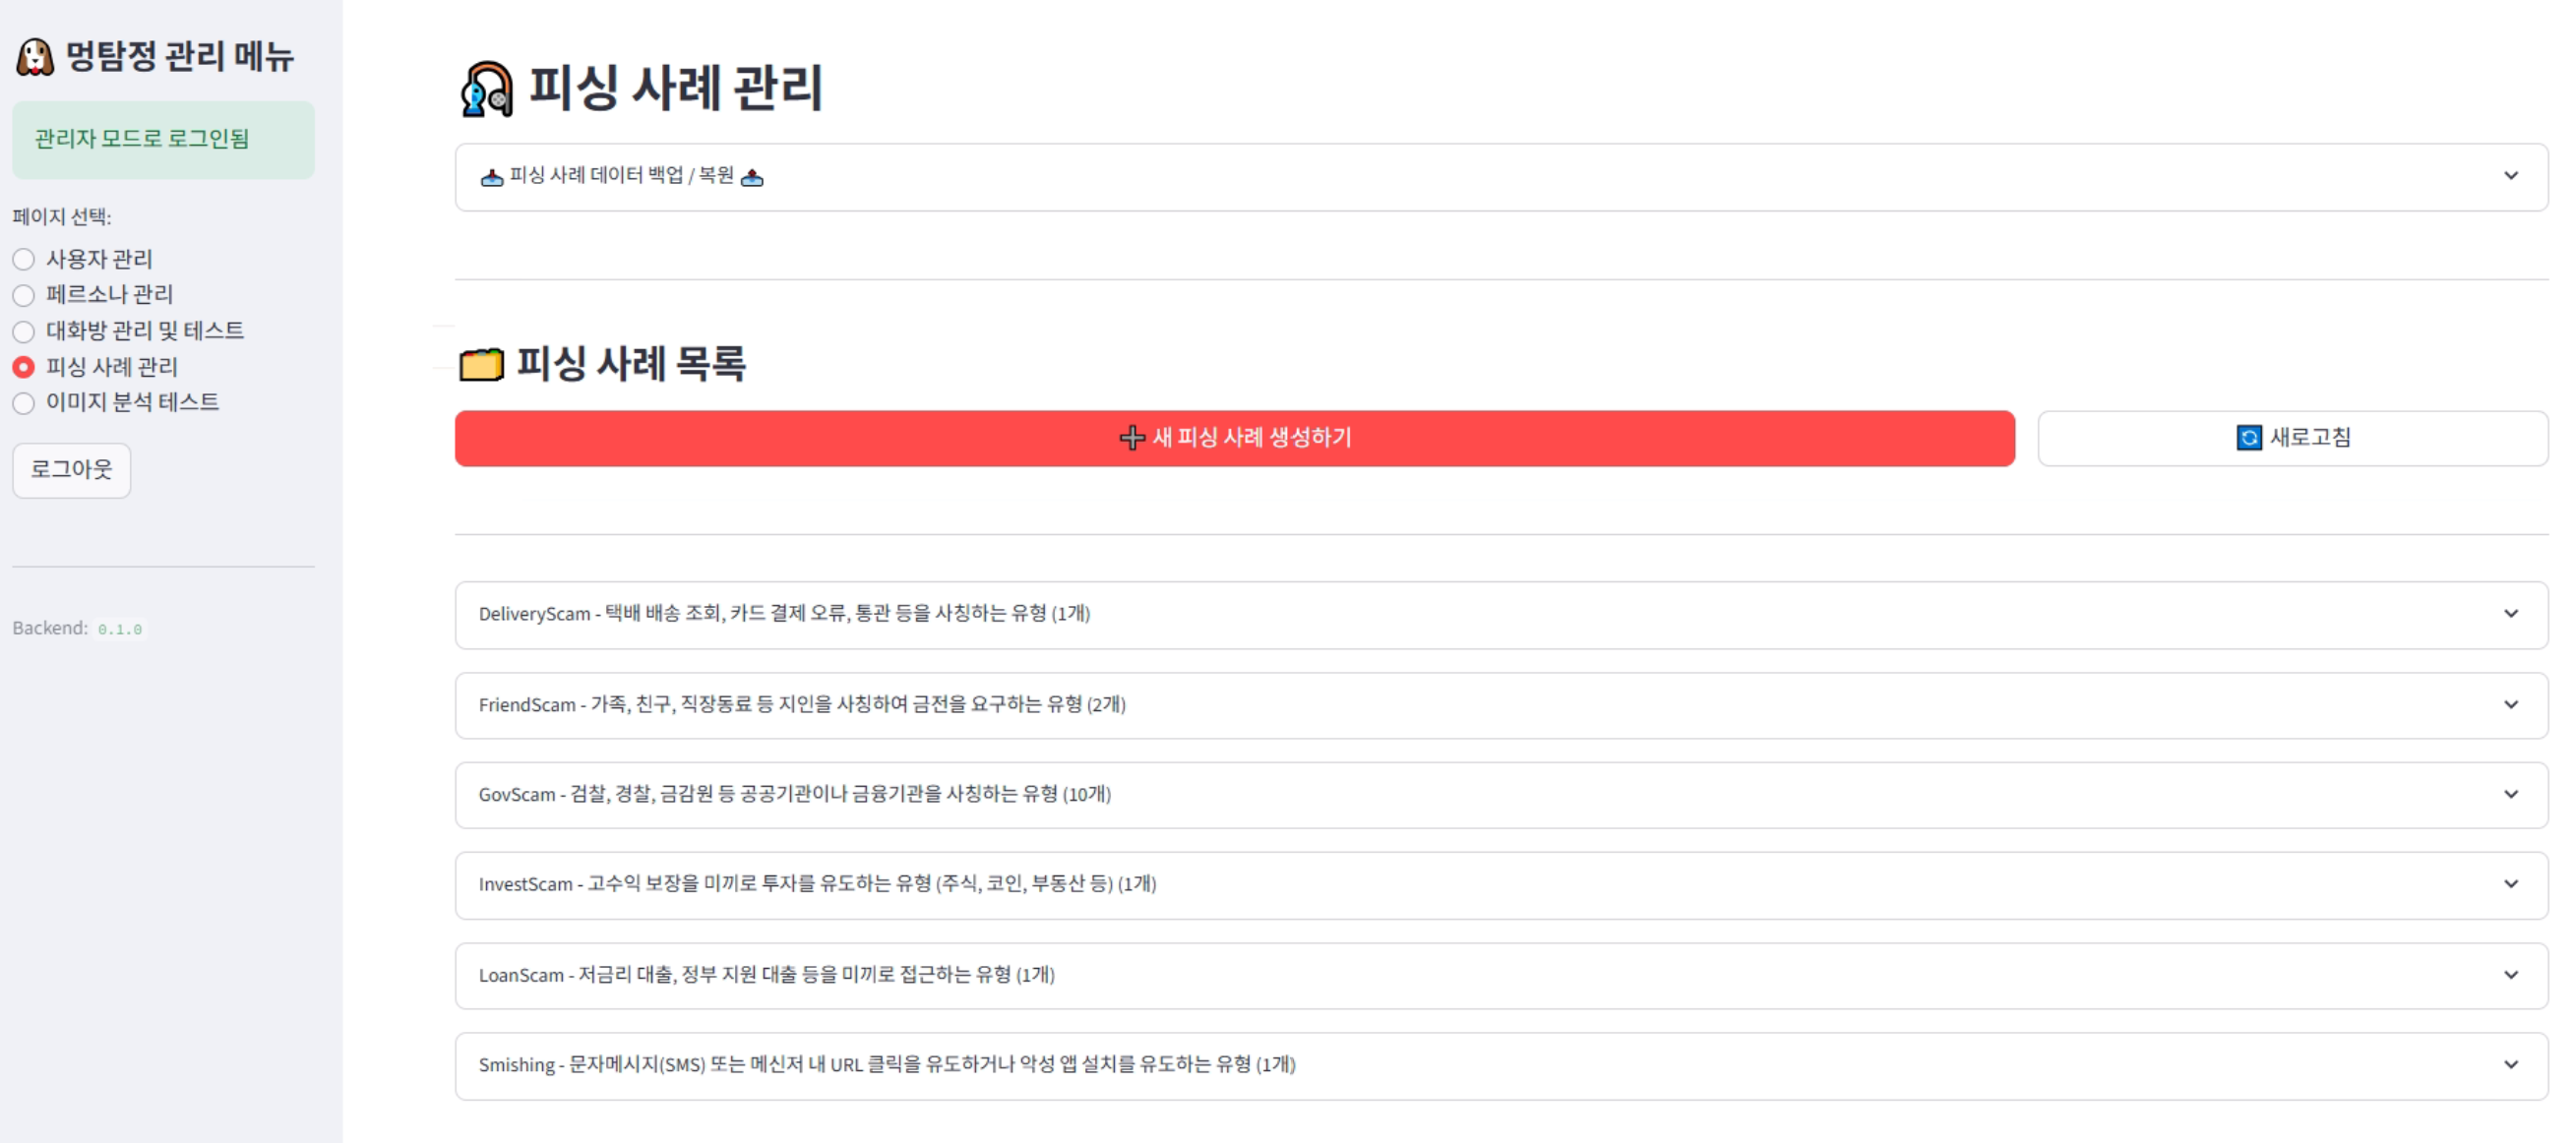 멍탐정 관리 메뉴
관리자 모드로 로그인됨
페이지 선택:
사용자 관리
페르소나 관리
대화방 관리 및 테스트
피싱 사례 관리
이미지 분석 테스트
로그아웃
Backend: 0.1.0
피싱 사례 관리
피싱 사례 데이터 백업 / 복원
피싱 사례 목록
새 피싱 사례 생성하기
새로고침
DeliveryScam - 택배 배송 조회, 카드 결제 오류, 통관 등을 사칭하는 유형 (1개)
FriendScam - 가족, 친구, 직장동료 등 지인을 사칭하여 금전을 요구하는 유형 (2개)
GovScam - 검찰, 경찰, 금감원 등 공공기관이나 금융기관을 사칭하는 유형 (10개)
InvestScam - 고수익 보장을 미끼로 투자를 유도하는 유형 (주식, 코인, 부동산 등) (1개)
LoanScam - 저금리 대출, 정부 지원 대출 등을 미끼로 접근하는 유형 (1개)
Smishing - 문자메시지(SMS) 또는 메신저 내 URL 클릭을 유도하거나 악성 앱 설치를 유도하는 유형 (1개)